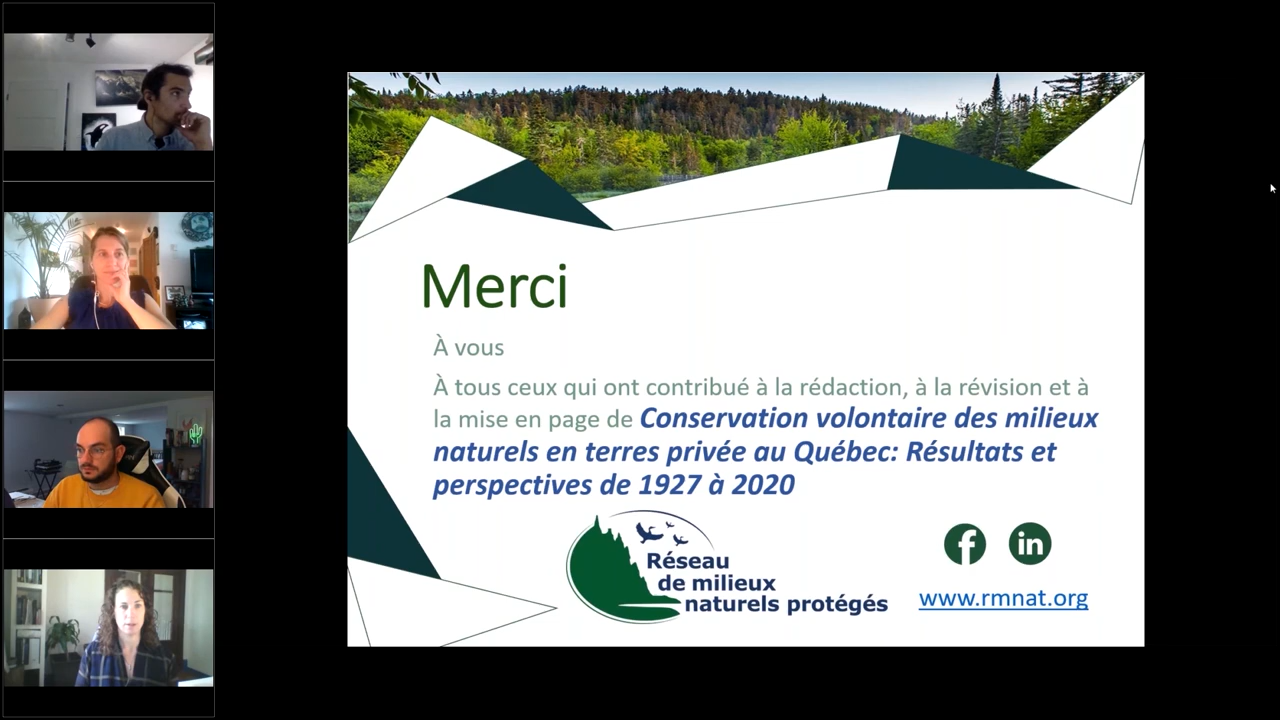 Merci
À vous
À tous ceux qui ont contribué à la rédaction, à la révision et à
la mise en page de Conservation volontaire des milieux
naturels en terres privée au Québec: Résultats et
perspectives de 1927 à 2020
Réseau
de milieux
naturels protégés
f
in
www.rmnat.org